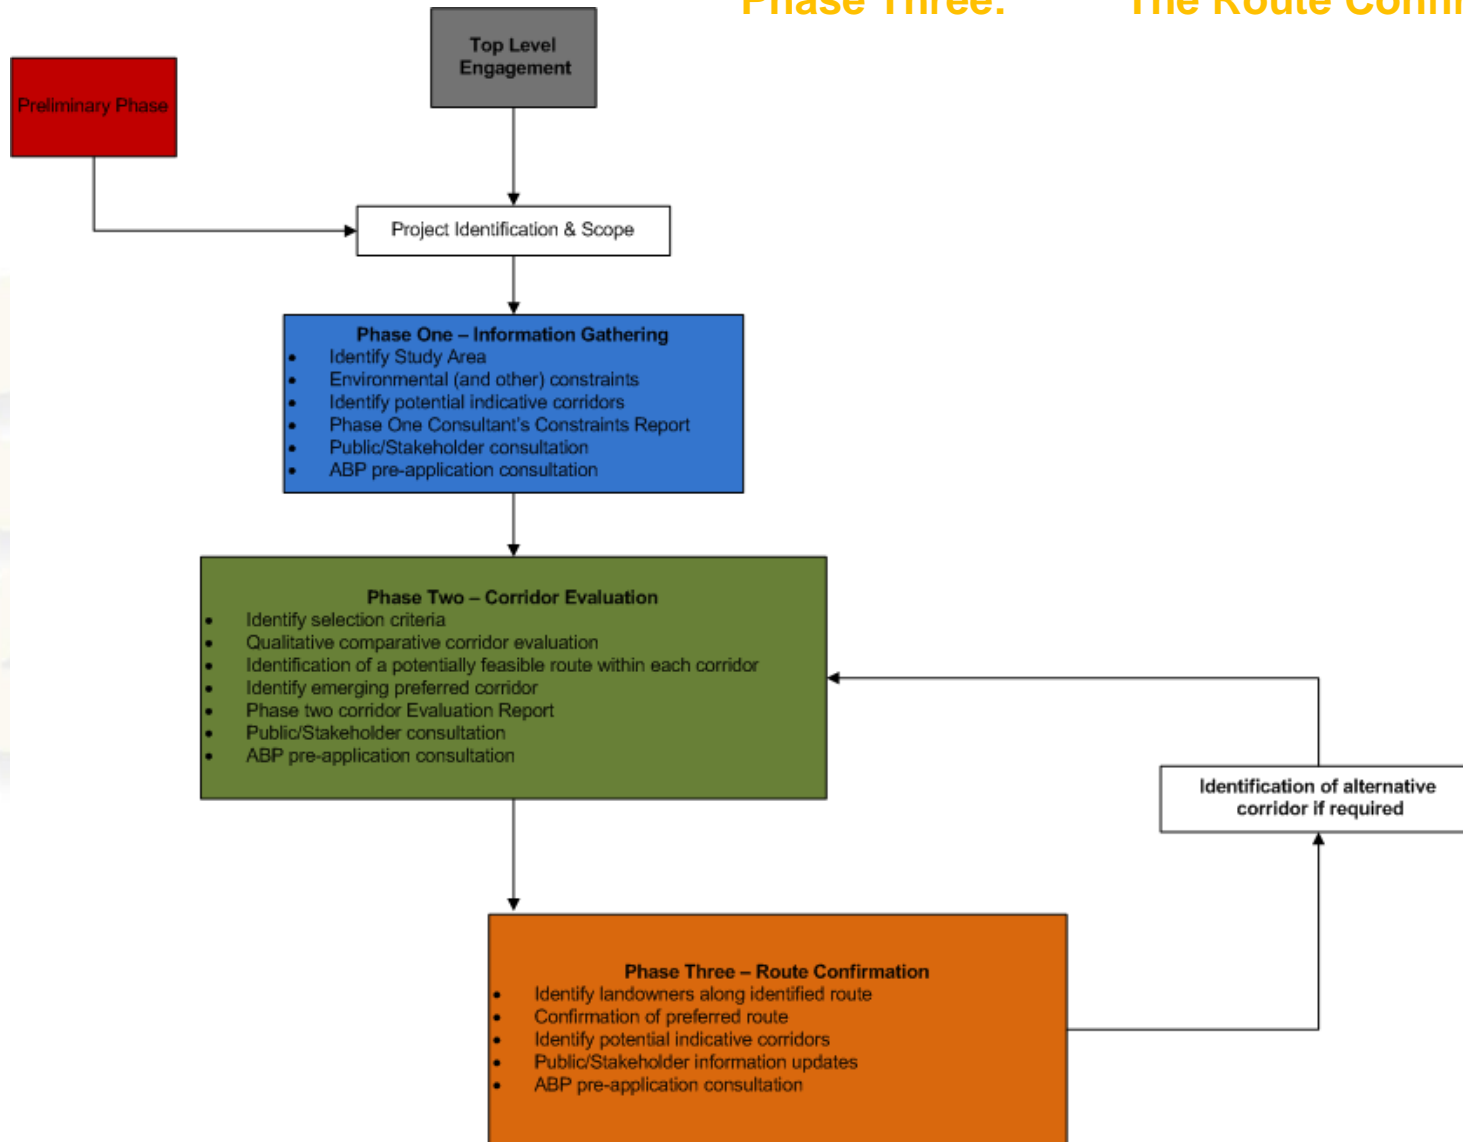 Phase Three: The Route Confir
Top Level
Engagement
Preliminary Phase
Project Identification & Scope
Phase One – Information Gathering
• Identify Study Area
• Environmental (and other) constraints
• Identify potential indicative corridors
• Phase One Consultant's Constraints Report
• Public/Stakeholder consultation
• ABP pre-application consultation
Phase Two – Corridor Evaluation
• Identify selection criteria
• Qualitative comparative corridor evaluation
• Identification of a potentially feasible route within each corridor
• Identify emerging preferred corridor
• Phase two corridor Evaluation Report
• Public/Stakeholder consultation
• ABP pre-application consultation
Identification of alternative
corridor if required
Phase Three – Route Confirmation
• Identify landowners along identified route
• Confirmation of preferred route
• Identify potential indicative corridors
• Public/Stakeholder information updates
• ABP pre-application consultation